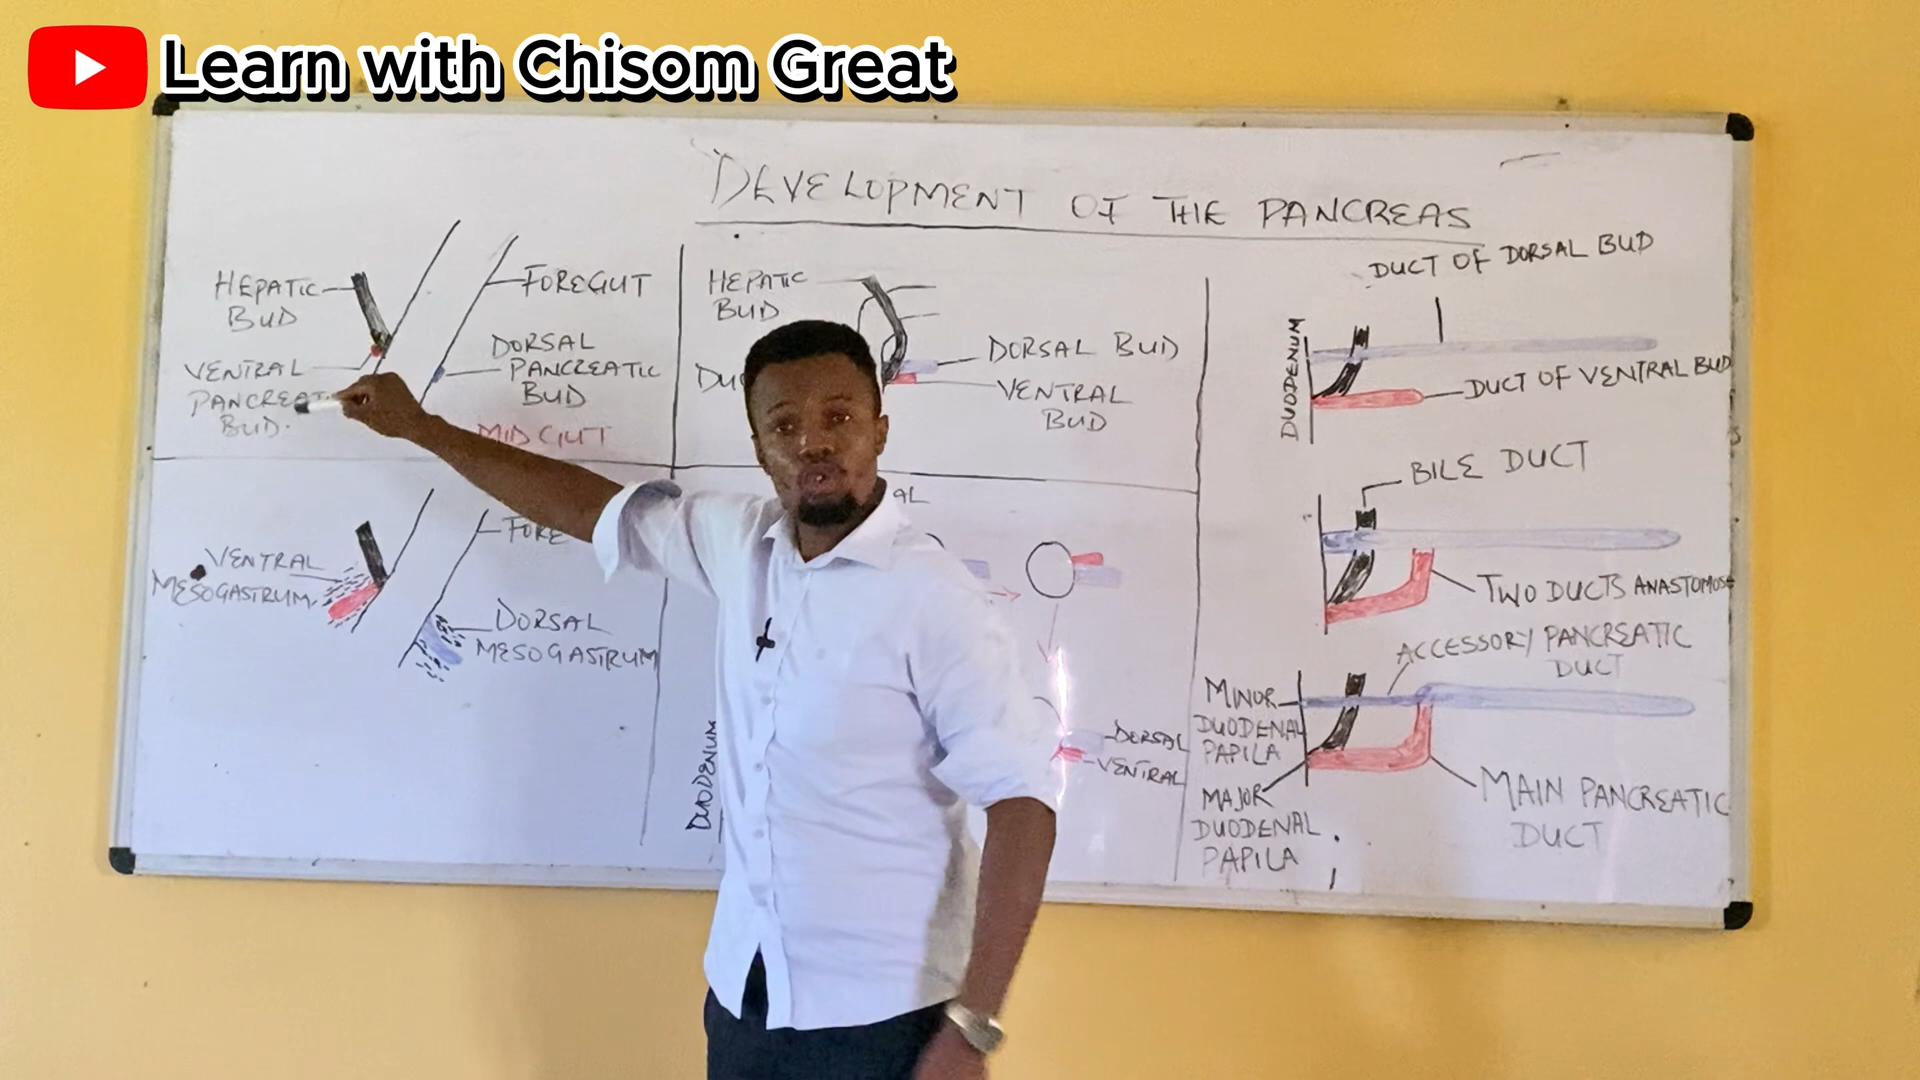 Learn with Chisom Great
DEVELOPMENT OF THE PANCREAS
HEPATIC
BUD
FOREGUT
VENTRAL
BUD.
DORSAL
PANCREATIC
BUD
MIDGUT
HEPATIC
BUD
DORSAL BUD
VENTRAL
BUD
VENTRAL
MESOGASTRUM
DORSAL
MESOGASTRUM
DUODENUM
DORSAL
VENTRAL
DUCT OF DORSAL BUD
DUODENUM
DUCT OF VENTRAL BUD
BILE DUCT
TWO DUCTS ANASTOMOSE
ACCESSORY PANCREATIC
DUCT
MINOR
DUODENAL
PAPILA
MAJOR
DUODENAL
PAPILA
MAIN PANCREATIC
DUCT